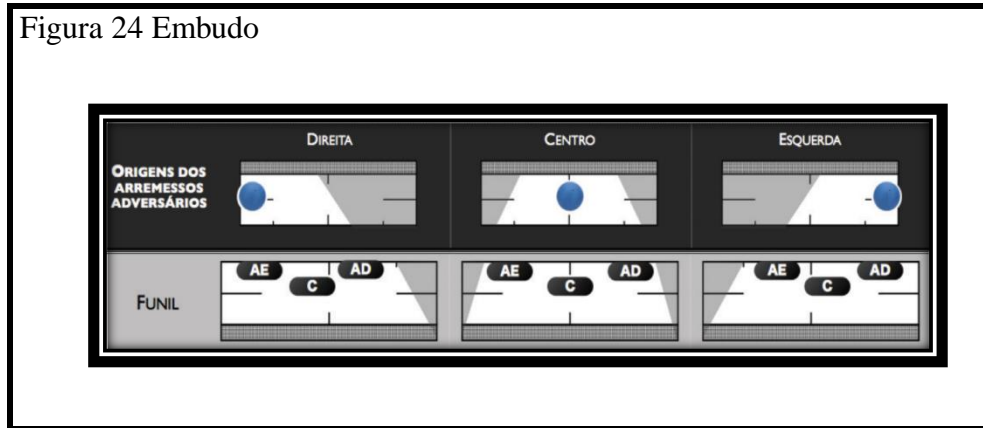 Figura 24 Embudo
DIREITA
CENTRO
ESQUERDA
ORIGENS DOS
ARREMESSOS
ADVERSÁRIOS
FUNIL
AE
C
AD
AE
C
AD
AE
C
AD